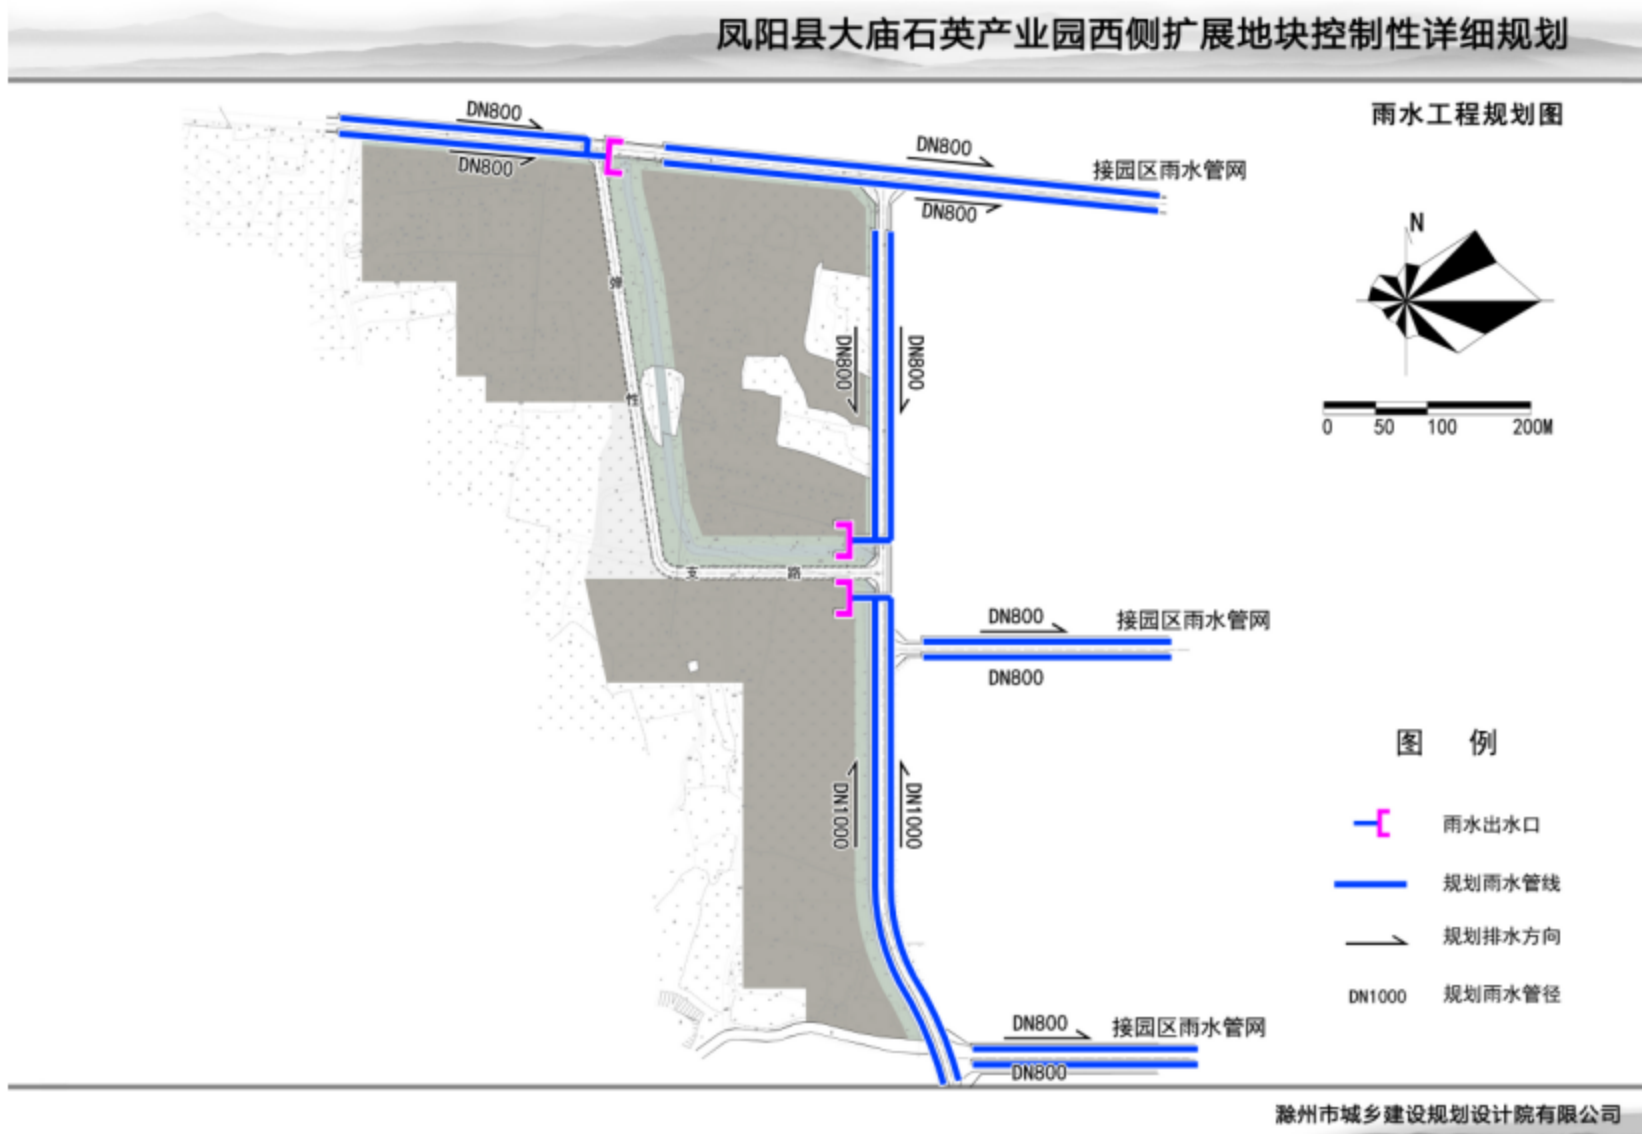 凤阳县大庙石英产业园西侧扩展地块控制性详细规划
雨水工程规划图
DN800
DN800
DN800
接园区雨水管网
DN800
N
弹
性
支
路
DN800
DN800
0 50 100 200M
DN800
接园区雨水管网
DN800
图 例
雨水出水口
规划雨水管线
规划排水方向
DN1000 规划雨水管径
DN1000
DN1000
DN800
接园区雨水管网
DN800
滁州市城乡建设规划设计院有限公司